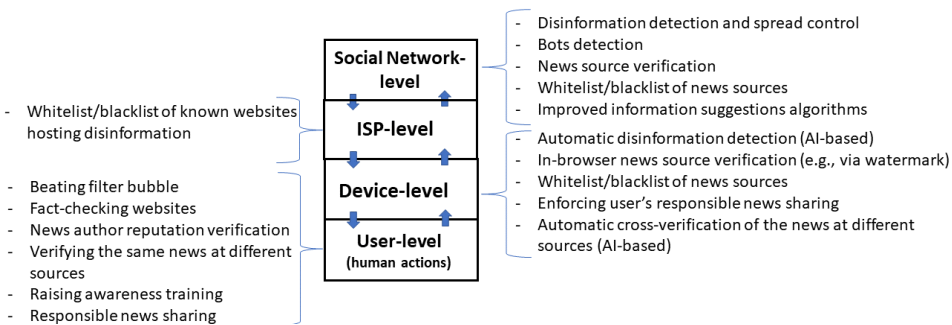 Social Network-
level
- Disinformation detection and spread control
- Bots detection
- News source verification
- Whitelist/blacklist of news sources
- Improved information suggestions algorithms
- Whitelist/blacklist of known websites
hosting disinformation
ISP-level
Device-level
- Automatic disinformation detection (AI-based)
- In-browser news source verification (e.g., via watermark)
- Whitelist/blacklist of news sources
- Enforcing user's responsible news sharing
- Automatic cross-verification of the news at different
sources (AI-based)
- Beating filter bubble
- Fact-checking websites
- News author reputation verification
- Verifying the same news at different
sources
- Raising awareness training
- Responsible news sharing
User-level
(human actions)